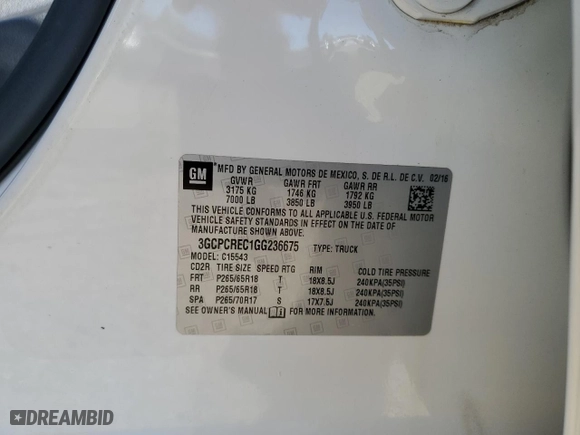 GM MFD BY GENERAL MOTORS DE MEXICO, S. DE R.L. DE C.V. 02/16
GVWR GAWR FRT GAWR RR
3175 KG 1746 KG 1792 KG
7000 LB 3850 LB 3950 LB
THIS VEHICLE CONFORMS TO ALL APPLICABLE U.S. FEDERAL MOTOR
VEHICLE SAFETY STANDARDS IN EFFECT ON THE DATE OF
MANUFACTURE SHOWN ABOVE.
3GCPCREC1GG236675 TYPE: TRUCK
MODEL: C15543
CD2R TIRE SIZE SPEED RTG RIM COLD TIRE PRESSURE
FRT P265/65R18 T 18X8.5J 240KPA(35PSI)
RR P265/65R18 T 18X8.5J 240KPA(35PSI)
SPA P265/70R17 S 17X7.5J 240KPA(35PSI)
SEE OWNER'S MANUAL FOR MORE INFORMATION.
DREAMBID